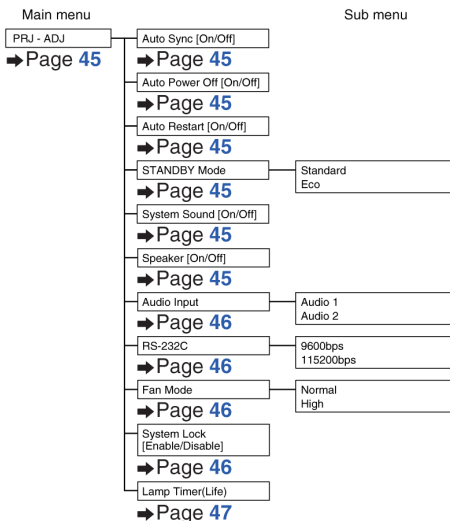 Main menu
Sub menu
PRJ - ADJ
➡Page 45
Auto Sync [On/Off]
➡Page 45
Auto Power Off [On/Off]
➡Page 45
Auto Restart [On/Off]
➡Page 45
STANDBY Mode
➡Page 45
Standard
Eco
System Sound [On/Off]
➡Page 45
Speaker [On/Off]
➡Page 45
Audio Input
➡Page 46
Audio 1
Audio 2
RS-232C
➡Page 46
9600bps
115200bps
Fan Mode
➡Page 46
Normal
High
System Lock
[Enable/Disable]
➡Page 46
Lamp Timer(Life)
➡Page 47